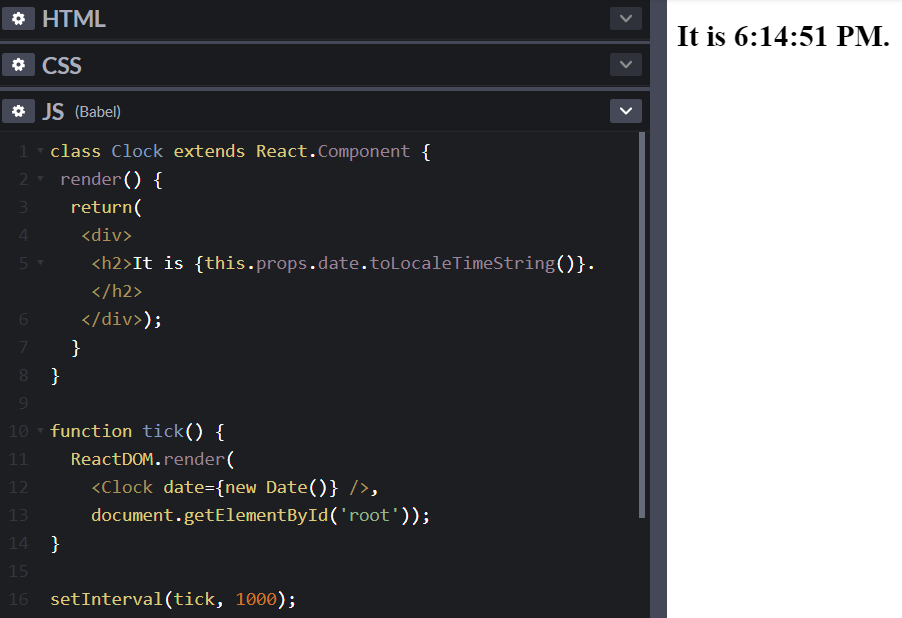 HTML
CSS
JS (Babel)
1 class Clock extends React.Component {
2 render() {
3 return(
4 <div>
5 <h2>It is {this.props.date.toLocaleTimeString()}.
</h2>
6 </div>);
7 }
8 }
9
10 function tick() {
11 ReactDOM.render(
12 <Clock date={new Date()} />,
13 document.getElementById('root'));
14 }
15
16 setInterval(tick, 1000);
It is 6:14:51 PM.